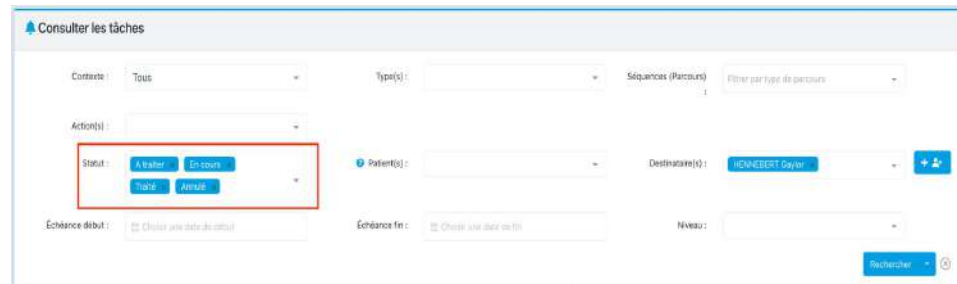 Consulter les tâches
Contexte : Tous Type(s) : Séquences (Parcours) : Filtrer par type de parcours
Action(s) :
Statut : A traiter × En cours × Patient(s) : Destinataire(s) : HENNEBERT Gaylor ×
Traité × Annulé ×
Échéance début : Choisir une date de début Échéance fin : Choisir une date de fin Niveau :
Rechercher